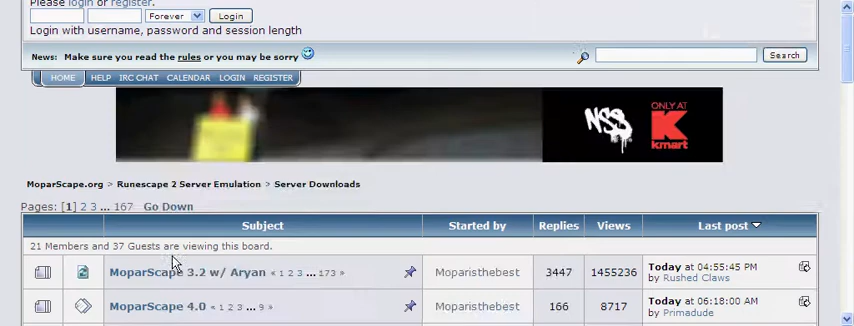 Please login or register.
Forever Login
Login with username, password and session length
News: Make sure you read the rules or you may be sorry
Search
HOME HELP IRC CHAT CALENDAR LOGIN REGISTER
NSS ONLY AT K kmart
MoparScape.org > Runescape 2 Server Emulation > Server Downloads
Pages: [1] 2 3 ... 167 Go Down
Subject Started by Replies Views Last post
21 Members and 37 Guests are viewing this board.
MoparScape 3.2 w/ Aryan « 1 2 3 ... 173 » Moparisthebest 3447 1455236 Today at 04:55:45 PM
by Rushed Claws
MoparScape 4.0 « 1 2 3 ... 9 » Moparisthebest 166 8717 Today at 06:18:00 AM
by Primadude